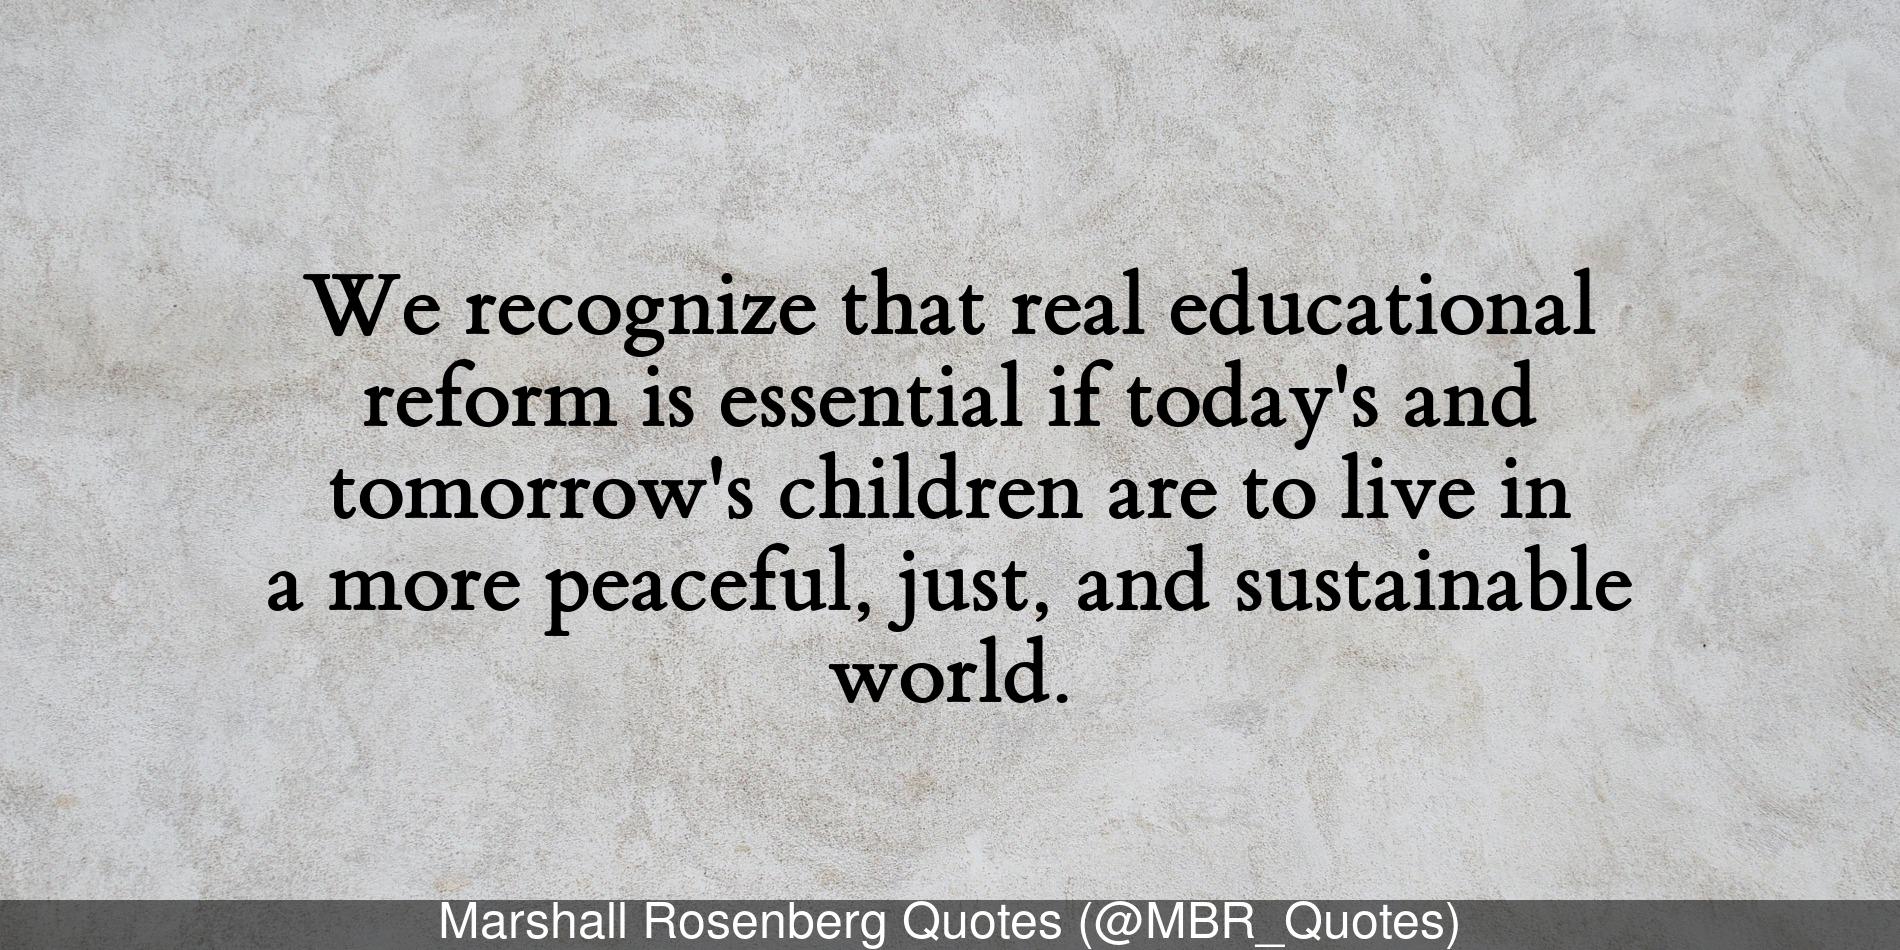 We recognize that real educational
reform is essential if today's and
tomorrow's children are to live in
a more peaceful, just, and sustainable
world.
Marshall Rosenberg Quotes (@MBR_Quotes)